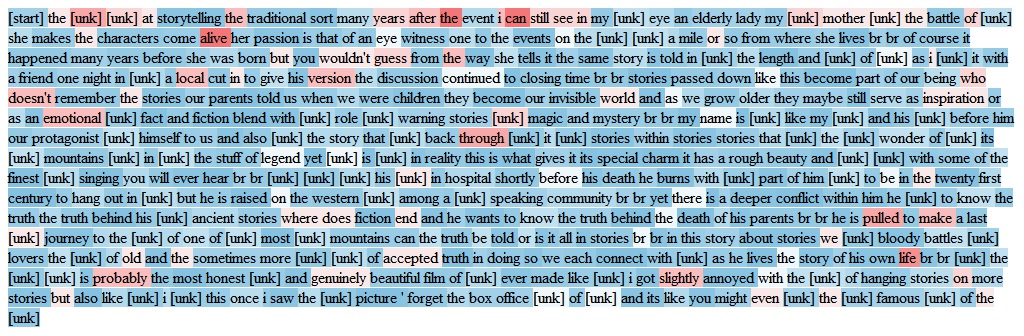 [start] the [unk] [unk] at storytelling the traditional sort many years after the event i can still see in my [unk] eye an elderly lady my [unk] mother [unk] the battle of [unk]
she makes the characters come alive her passion is that of an eye witness one to the events on the [unk] [unk] a mile or so from where she lives br br of course it
happened many years before she was born but you wouldn't guess from the way she tells it the same story is told in [unk] the length and [unk] of [unk] as i [unk] it with
a friend one night in [unk] a local cut in to give his version the discussion continued to closing time br br stories passed down like this become part of our being who
doesn't remember the stories our parents told us when we were children they become our invisible world and as we grow older they maybe still serve as inspiration or
as an emotional [unk] fact and fiction blend with [unk] role [unk] warning stories [unk] magic and mystery br br my name is [unk] like my [unk] and his [unk] before him
our protagonist [unk] himself to us and also [unk] the story that [unk] back through [unk] it [unk] stories within stories stories that [unk] the [unk] wonder of [unk] its
[unk] mountains [unk] in [unk] the stuff of legend yet [unk] is [unk] in reality this is what gives it its special charm it has a rough beauty and [unk] [unk] with some of the
finest [unk] singing you will ever hear br br [unk] [unk] [unk] his [unk] in hospital shortly before his death he burns with [unk] part of him [unk] to be in the twenty first
century to hang out in [unk] but he is raised on the western [unk] among a [unk] speaking community br br yet there is a deeper conflict within him he [unk] to know the
truth the truth behind his [unk] ancient stories where does fiction end and he wants to know the truth behind the death of his parents br br he is pulled to make a last
[unk] journey to the [unk] of one of [unk] most [unk] mountains can the truth be told or is it all in stories br br in this story about stories we [unk] bloody battles [unk]
lovers the [unk] of old and the sometimes more [unk] [unk] of accepted truth in doing so we each connect with [unk] as he lives the story of his own life br br [unk] the
[unk] [unk] is probably the most honest [unk] and genuinely beautiful film of [unk] ever made like [unk] i got slightly annoyed with the [unk] of hanging stories on more
stories but also like [unk] i [unk] this once i saw the [unk] picture ' forget the box office [unk] of [unk] and its like you might even [unk] the [unk] famous [unk] of the
[unk]